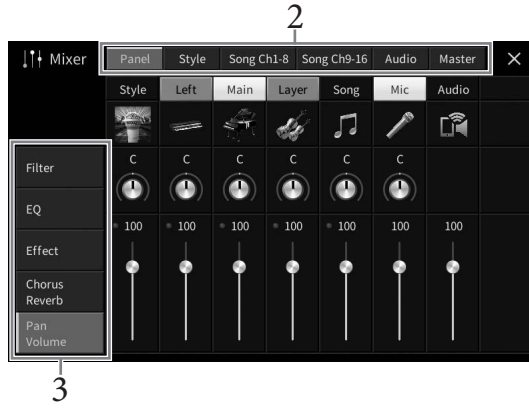 2
Mixer Panel Style Song Ch1-8 Song Ch9-16 Audio Master ×
Style Left Main Layer Song Mic Audio
Filter
EQ
Effect
Chorus
Reverb
Pan
Volume
C C C C C C
100 100 100 100 100 100 100
3